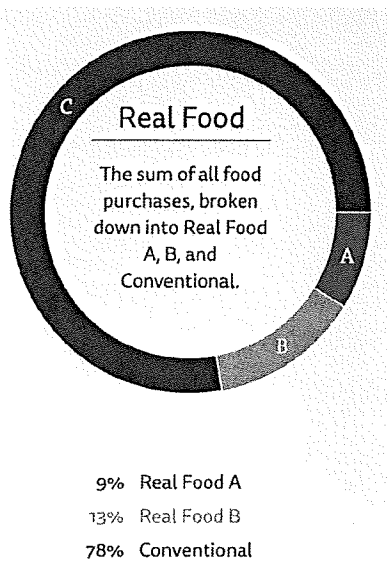 C
Real Food
The sum of all food
purchases, broken
down into Real Food
A, B, and
Conventional.
A
B
9% Real Food A
13% Real Food B
78% Conventional